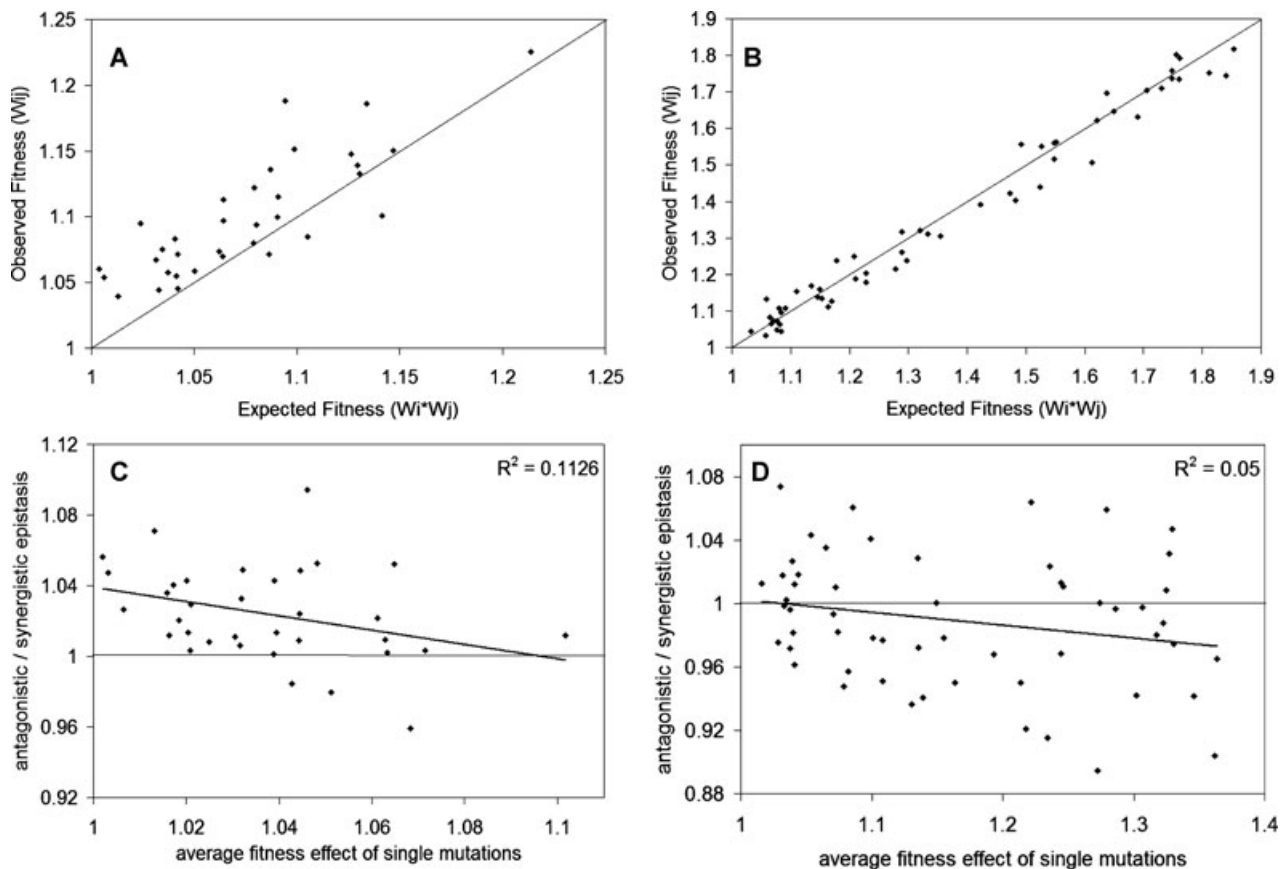 A
Observed Fitness (Wij)
1.25
1.2
1.15
1.1
1.05
1
1 1.05 1.1 1.15 1.2 1.25
Expected Fitness (Wi*Wj)
B
Observed Fitness (Wij)
1.9
1.8
1.7
1.6
1.5
1.4
1.3
1.2
1.1
1
1 1.1 1.2 1.3 1.4 1.5 1.6 1.7 1.8 1.9
Expected Fitness (Wi*Wj)
C
R² = 0.1126
antagonistic / synergistic epistasis
1.12
1.08
1.04
1
0.96
0.92
1 1.02 1.04 1.06 1.08 1.1
average fitness effect of single mutations
D
R² = 0.05
antagonistic / synergistic epistasis
1.08
1.04
1
0.96
0.92
0.88
1 1.1 1.2 1.3 1.4
average fitness effect of single mutations